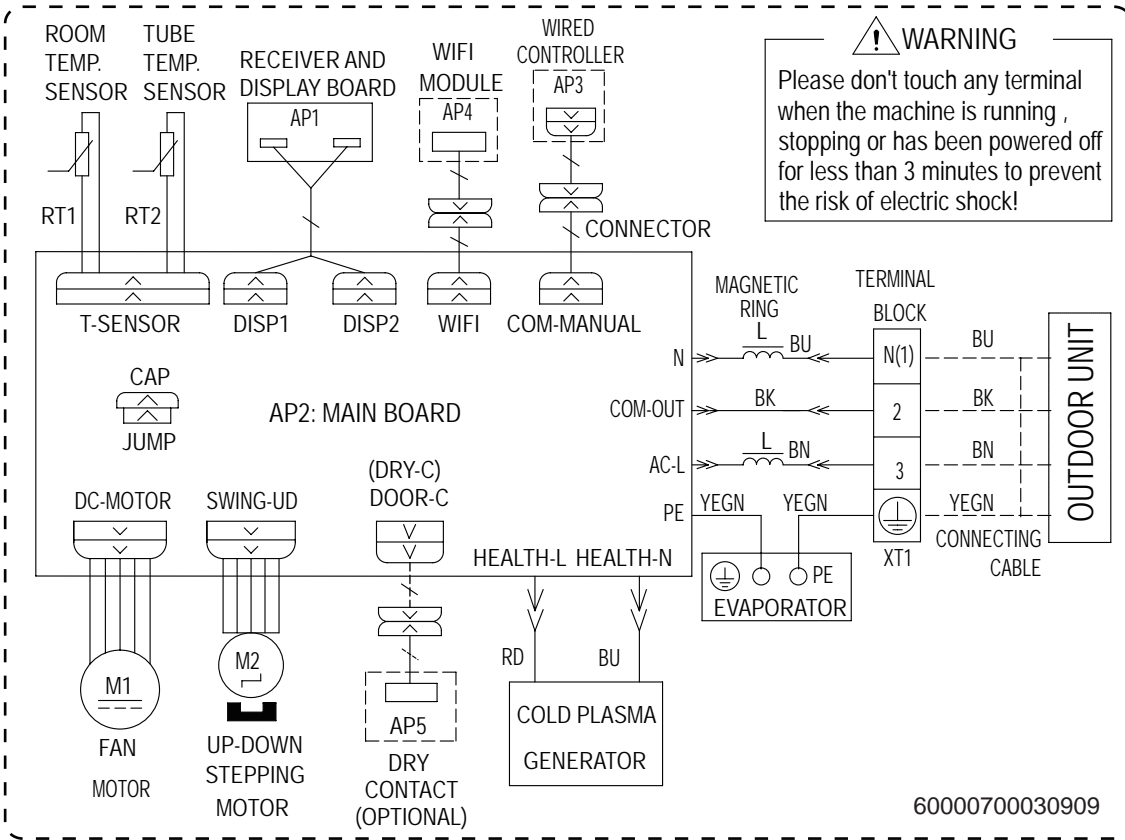 ROOM
TEMP.
SENSOR
TUBE
TEMP.
SENSOR
RECEIVER AND
DISPLAY BOARD
AP1
WIFI
MODULE
AP4
WIRED
CONTROLLER
AP3
WARNING
Please don't touch any terminal
when the machine is running ,
stopping or has been powered off
for less than 3 minutes to prevent
the risk of electric shock!
RT1
RT2
CONNECTOR
T-SENSOR
DISP1
DISP2
WIFI
COM-MANUAL
MAGNETIC
RING
TERMINAL
BLOCK
L
BU
N
N(1)
BU
CAP
JUMP
AP2: MAIN BOARD
COM-OUT
BK
2
BK
L
BN
AC-L
3
BN
OUTDOOR UNIT
(DRY-C)
DOOR-C
DC-MOTOR
SWING-UD
PE
YEGN
YEGN
YEGN
XT1
CONNECTING
CABLE
HEALTH-L
HEALTH-N
PE
EVAPORATOR
M1
M2
RD
BU
AP5
COLD PLASMA
GENERATOR
FAN
MOTOR
UP-DOWN
STEPPING
MOTOR
DRY
CONTACT
(OPTIONAL)
60000700030909